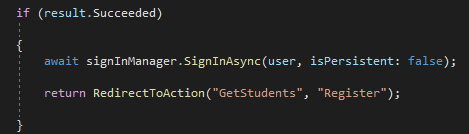 if (result.Succeeded)
{
await signInManager.SignInAsync(user, isPersistent: false);
return RedirectToAction("GetStudents", "Register");
}